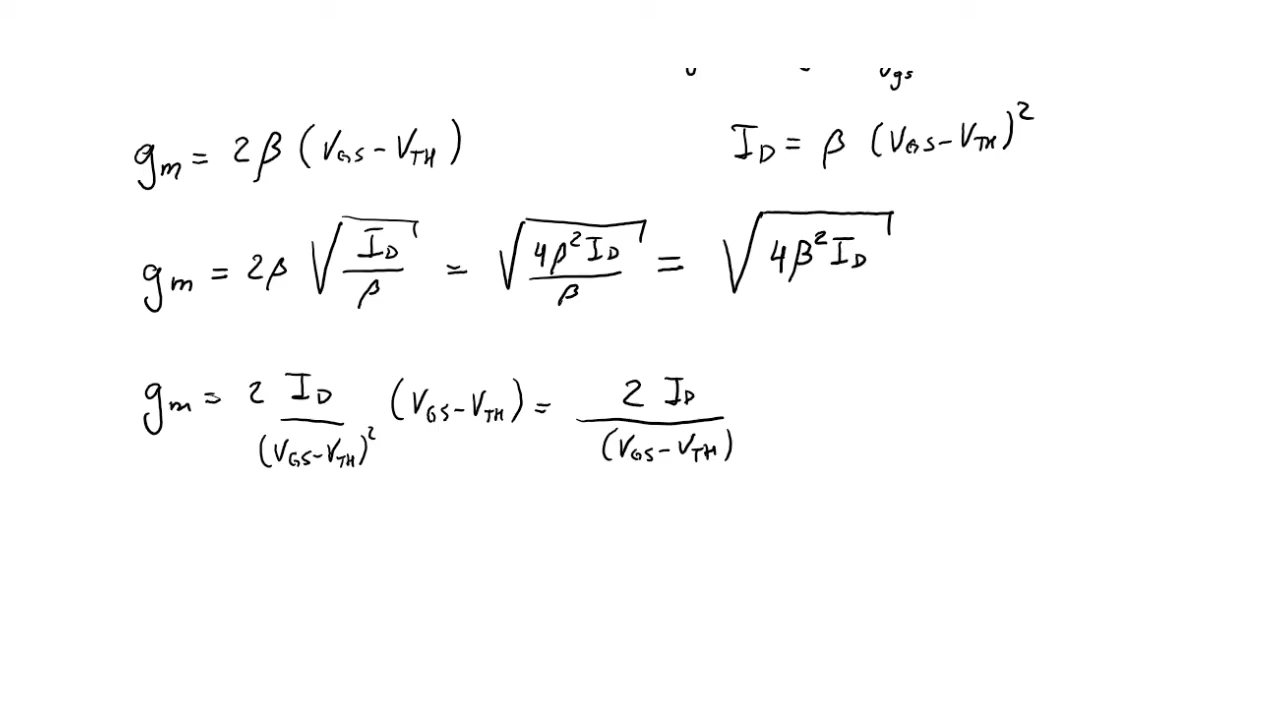 gs
g_m = 2β (V_GS - V_TH)   I_D = β (V_GS - V_TH)^2
g_m = 2β √(I_D/β) = √(4β^2 I_D/β) = √(4β^2 I_D)
g_m = 2 I_D/(V_GS - V_TH)^2 (V_GS - V_TH) = 2 I_D/(V_GS - V_TH)